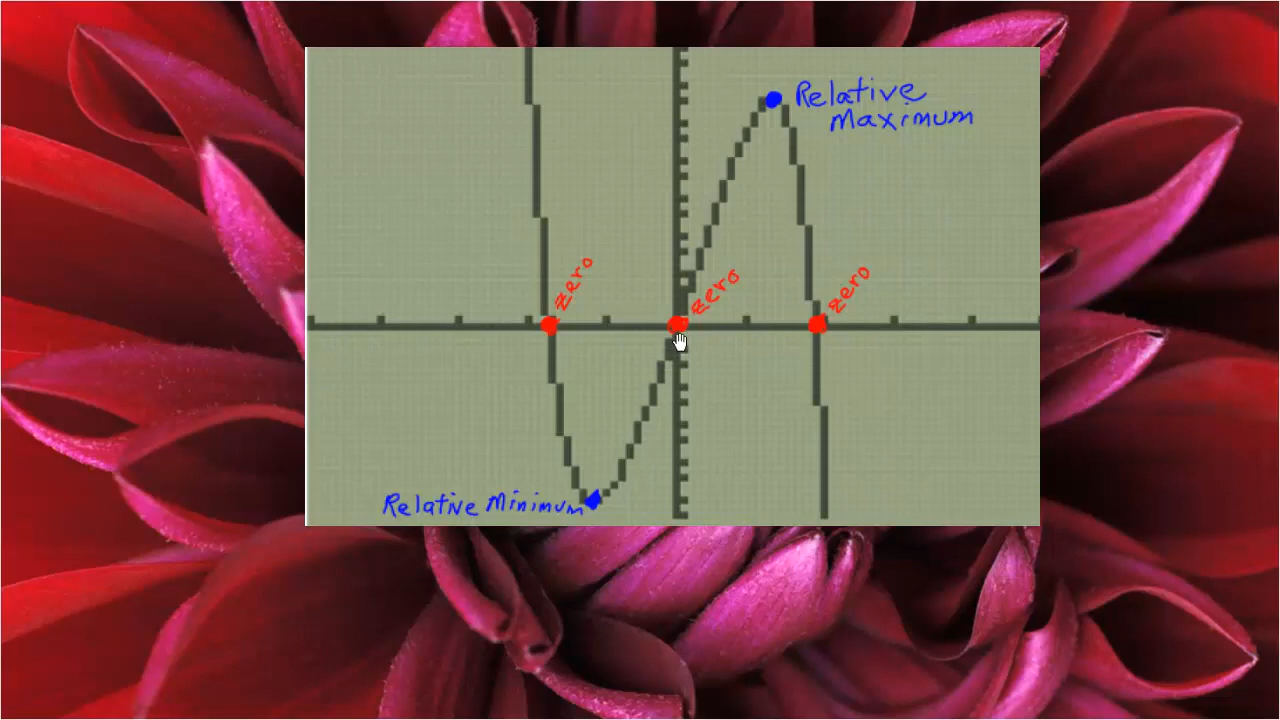 Relative
Maximum
zero
zero
zero
Relative Minimum